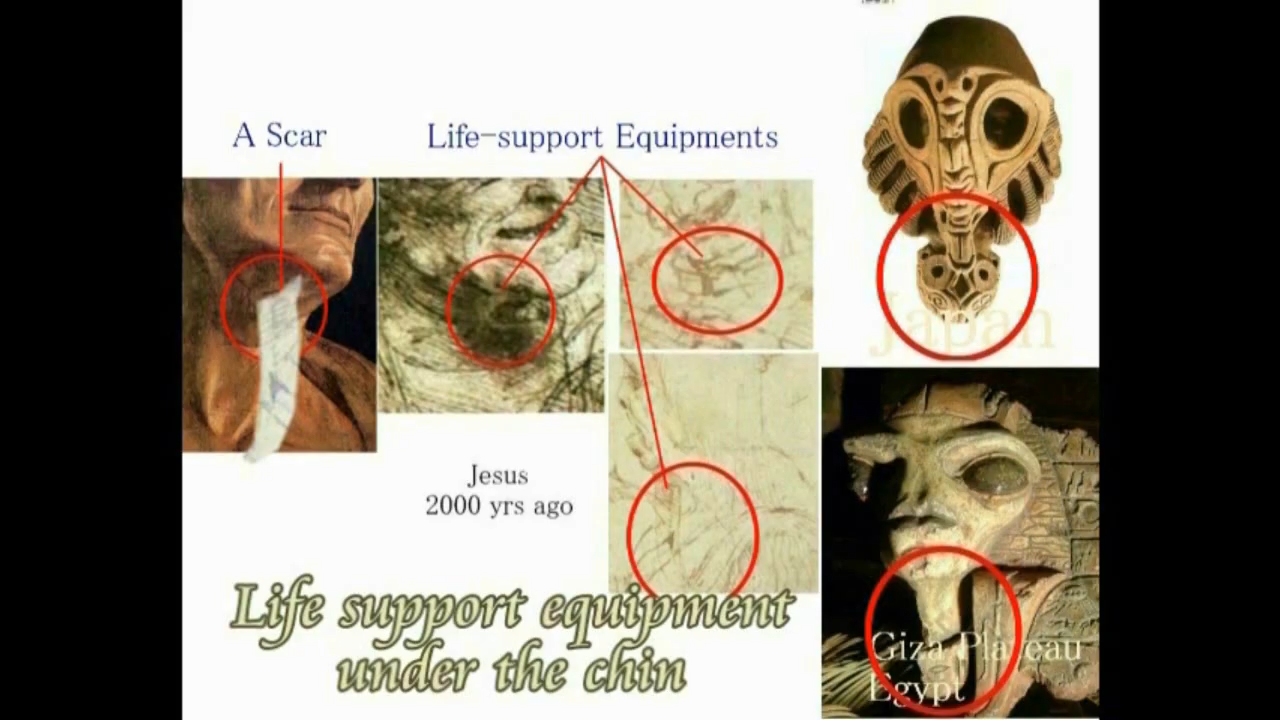 A Scar
Life-support Equipments
Japan
Jesus
2000 yrs ago
Life support equipment
under the chin
Giza Plateau
Egypt